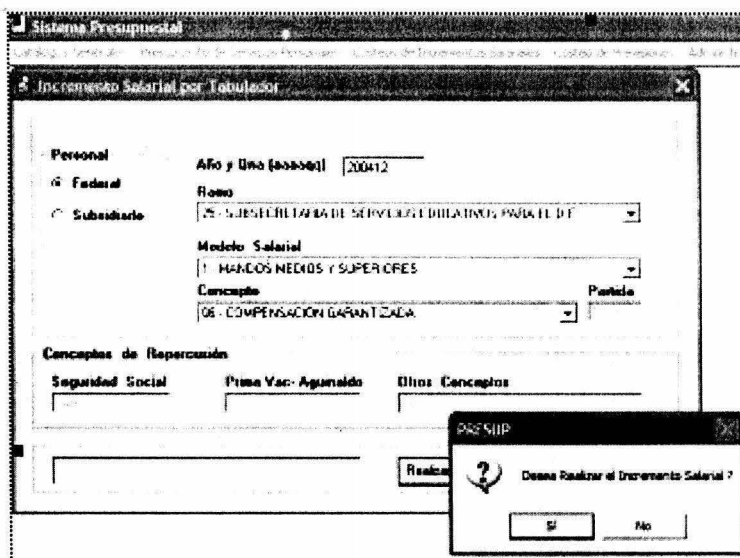 Sistema Presupuestal
Incremento Salarial por Tabulador
Personal
Federal
Subsidiado
Año y Qna (aaaaqq) 200412
Ramo
25 - SUBSECRETARIA DE SERVICIOS EDUCATIVOS PARA EL D F
Modelo Salarial
1 - MANDOS MEDIOS Y SUPERIORES
Concepto Partida
06 - COMPENSACIÓN GARANTIZADA
Conceptos de Repercusión
Seguridad Social Prima Vac- Aguinaldo Otros Conceptos
PRESUP
Desea Realizar el Incremento Salarial ?
Sí No